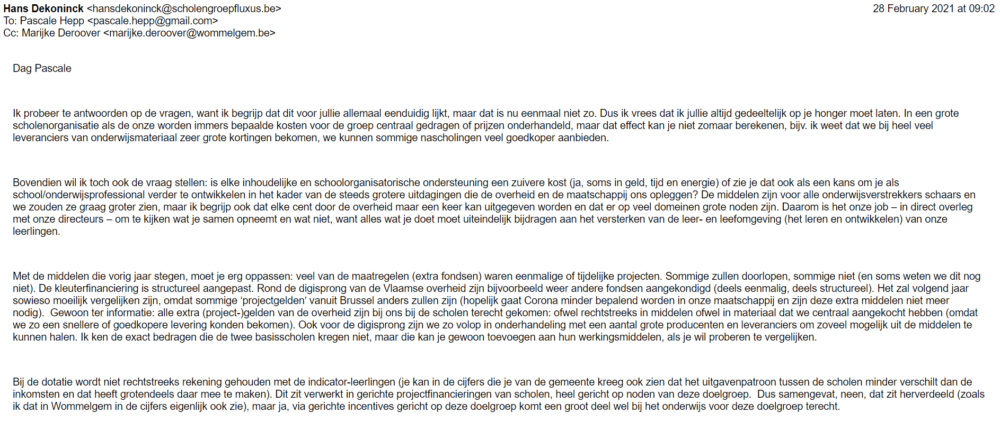 Hans Dekoninck <hansdekoninck@scholengroepfluxus.be> 28 February 2021 at 09:02
To: Pascale Hepp <pascale.hepp@gmail.com>
Cc: Marijke Deroover <marijke.deroover@wommelgem.be>
Dag Pascale
Ik probeer te antwoorden op de vragen, want ik begrijp dat dit voor jullie allemaal eenduidig lijkt, maar dat is nu eenmaal niet zo. Dus ik vrees dat ik jullie altijd gedeeltelijk op je honger moet laten. In een grote
scholenorganisatie als de onze worden immers bepaalde kosten voor de groep centraal gedragen of prijzen onderhandeld, maar dat effect kan je niet zomaar berekenen, bijv. ik weet dat we bij heel veel
leveranciers van onderwijsmateriaal zeer grote kortingen bekomen, we kunnen sommige nascholingen veel goedkoper aanbieden.
Bovendien wil ik toch ook de vraag stellen: is elke inhoudelijke en schoolorganisatorische ondersteuning een zuivere kost (ja, soms in geld, tijd en energie) of zie je dat ook als een kans om je als
school/onderwijsprofessional verder te ontwikkelen in het kader van de steeds grotere uitdagingen die de overheid en de maatschappij ons opleggen? De middelen zijn voor alle onderwijsverstrekkers schaars en
we zouden ze graag groter zien, maar ik begrijp ook dat elke cent door de overheid maar een keer kan uitgegeven worden en dat er op veel domeinen grote noden zijn. Daarom is het onze job – in direct overleg
met onze directeurs – om te kijken wat je samen opneemt en wat niet, want alles wat je doet moet uiteindelijk bijdragen aan het versterken van de leer- en leefomgeving (het leren en ontwikkelen) van onze
leerlingen.
Met de middelen die vorig jaar stegen, moet je erg oppassen: veel van de maatregelen (extra fondsen) waren eenmalige of tijdelijke projecten. Sommige zullen doorlopen, sommige niet (en soms weten we dit nog
niet). De kleuterfinanciering is structureel aangepast. Rond de digisprong van de Vlaamse overheid zijn bijvoorbeeld weer andere fondsen aangekondigd (deels eenmalig, deels structureel). Het zal volgend jaar
sowieso moeilijk vergelijken zijn, omdat sommige ‘projectgelden’ vanuit Brussel anders zullen zijn (hopelijk gaat Corona minder bepalend worden in onze maatschappij en zijn deze extra middelen niet meer
nodig).  Gewoon ter informatie: alle extra (project-)gelden van de overheid zijn bij ons bij de scholen terecht gekomen: ofwel rechtstreeks in middelen ofwel in materiaal dat we centraal aangekocht hebben (omdat
we zo een snellere of goedkopere levering konden bekomen). Ook voor de digisprong zijn we zo volop in onderhandeling met een aantal grote producenten en leveranciers om zoveel mogelijk uit de middelen te
kunnen halen. Ik ken de exact bedragen die de twee basisscholen kregen niet, maar die kan je gewoon toevoegen aan hun werkingsmiddelen, als je wil proberen te vergelijken.
Bij de dotatie wordt niet rechtstreeks rekening gehouden met de indicator-leerlingen (je kan in de cijfers die je van de gemeente kreeg ook zien dat het uitgavenpatroon tussen de scholen minder verschilt dan de
inkomsten en dat heeft grotendeels daar mee te maken). Dit zit verwerkt in gerichte projectfinancieringen van scholen, heel gericht op noden van deze doelgroep.  Dus samengevat, neen, dat zit herverdeeld (zoals
ik dat in Wommelgem in de cijfers eigenlijk ook zie), maar ja, via gerichte incentives gericht op deze doelgroep komt een groot deel wel bij het onderwijs voor deze doelgroep terecht.